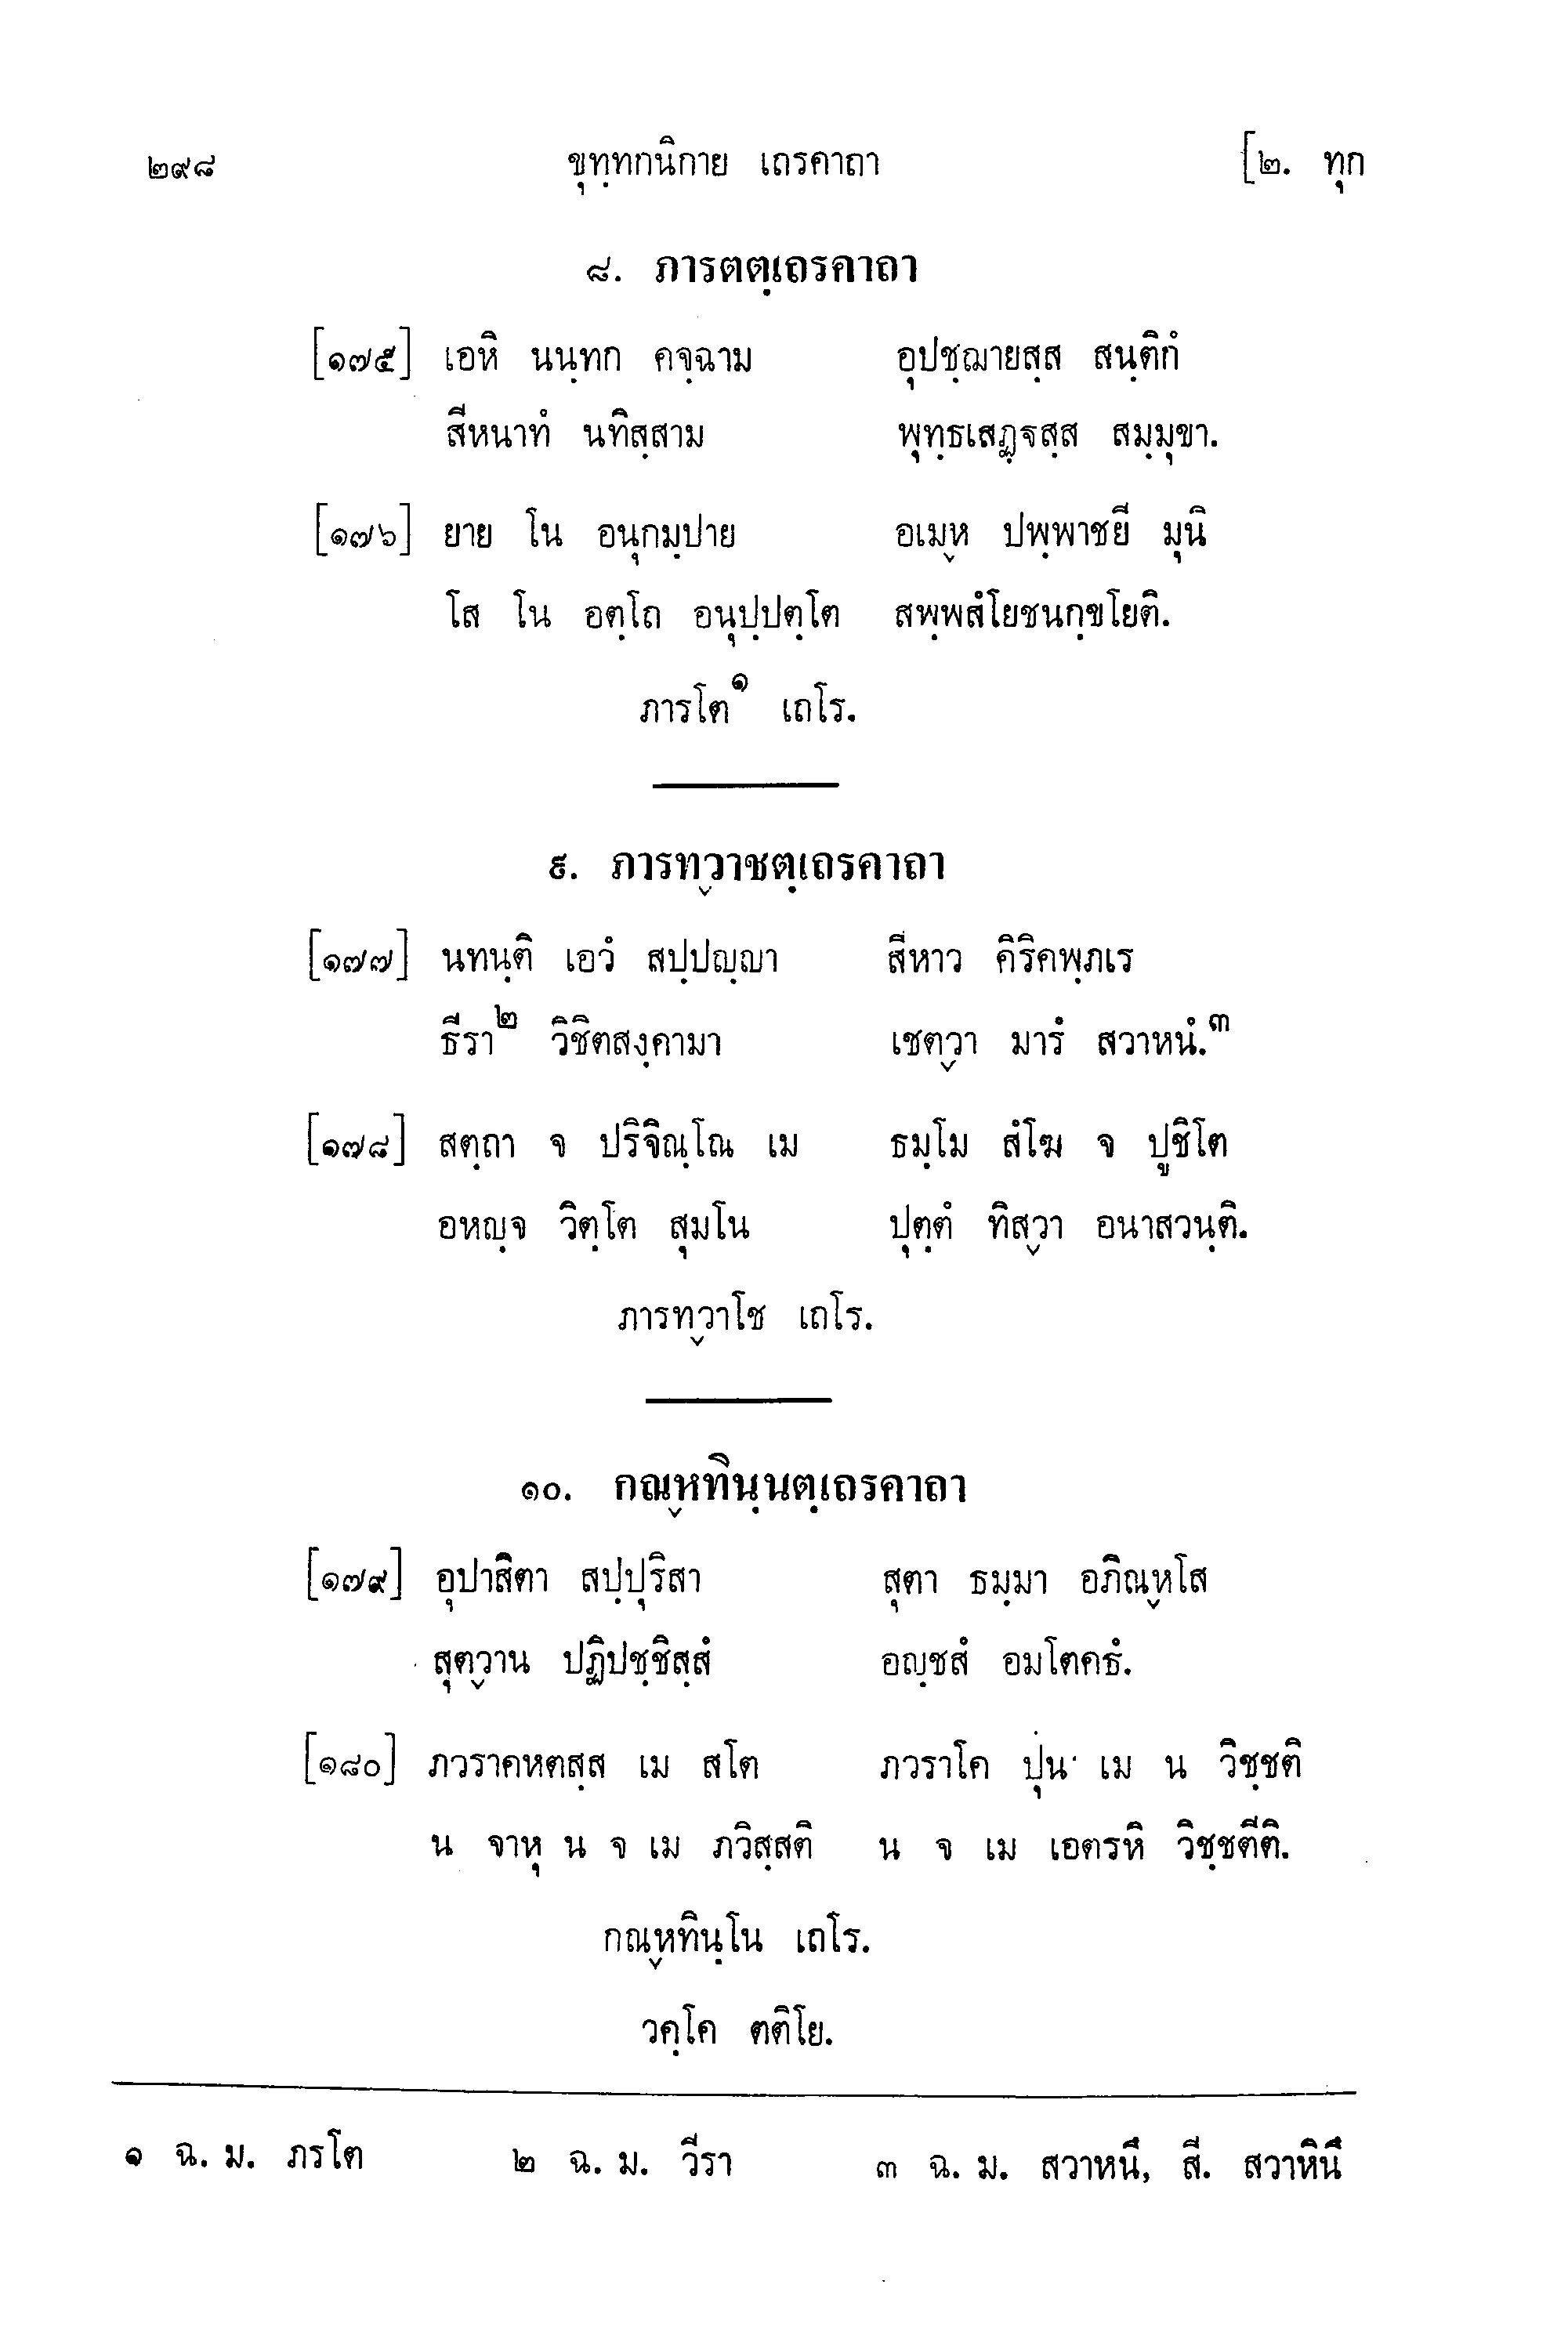 ๒๙๘ ขุทฺทกนิกาย เถรคาถา [๒. ทุก
๘. ภารตตฺเถรคาถา
[๑๗๕] เอหิ นนฺทก คจฺฉาม อุปชฺฌายสฺส สนฺติกํ
สีหนาทํ นทิสฺสาม พุทฺธเสฏฺฐสฺส สมฺมุขา.
[๑๗๖] ยาย โน อนุกมฺปาย อเมฺห ปพฺพาชยี มุนิ
โส โน อตฺโถ อนุปฺปตฺโต สพฺพสํโยชนกฺขโยติ.
ภารโต๑ เถโร.
๙. ภารทฺวาชตฺเถรคาถา
[๑๗๗] นทนฺติ เอวํ สปฺปญฺญา สีหาว คิริคพฺภเร
ธีรา๒ วิชิตสงฺคามา เชตฺวา มารํ สวาหนํ.๓
[๑๗๘] สตฺถา จ ปริจิณฺโณ เม ธมฺโม สํโฆ จ ปูชิโต
อหญฺจ วิตฺโต สุมโน ปุตฺตํ ทิสฺวา อนาสวนฺติ.
ภารทฺวาโช เถโร.
๑๐. กณฺหทินฺนตฺเถรคาถา
[๑๗๙] อุปาสิตา สปฺปุริสา สุตา ธมฺมา อภิณฺหโส
สุตฺวาน ปฏิปชฺชิสฺสํ อญฺชสํ อมโตคธํ.
[๑๘๐] ภวราคหตสฺส เม สโต ภวราโค ปุน เม น วิชฺชติ
น จาหุ น จ เม ภวิสฺสติ น จ เม เอตรหิ วิชฺชตีติ.
กณฺหทินฺโน เถโร.
วคฺโค ตติโย.
๑ ฉ. ม. ภรโต ๒ ฉ. ม. วีรา ๓ ฉ. ม. สวาหนึ, สี. สวาหินึ